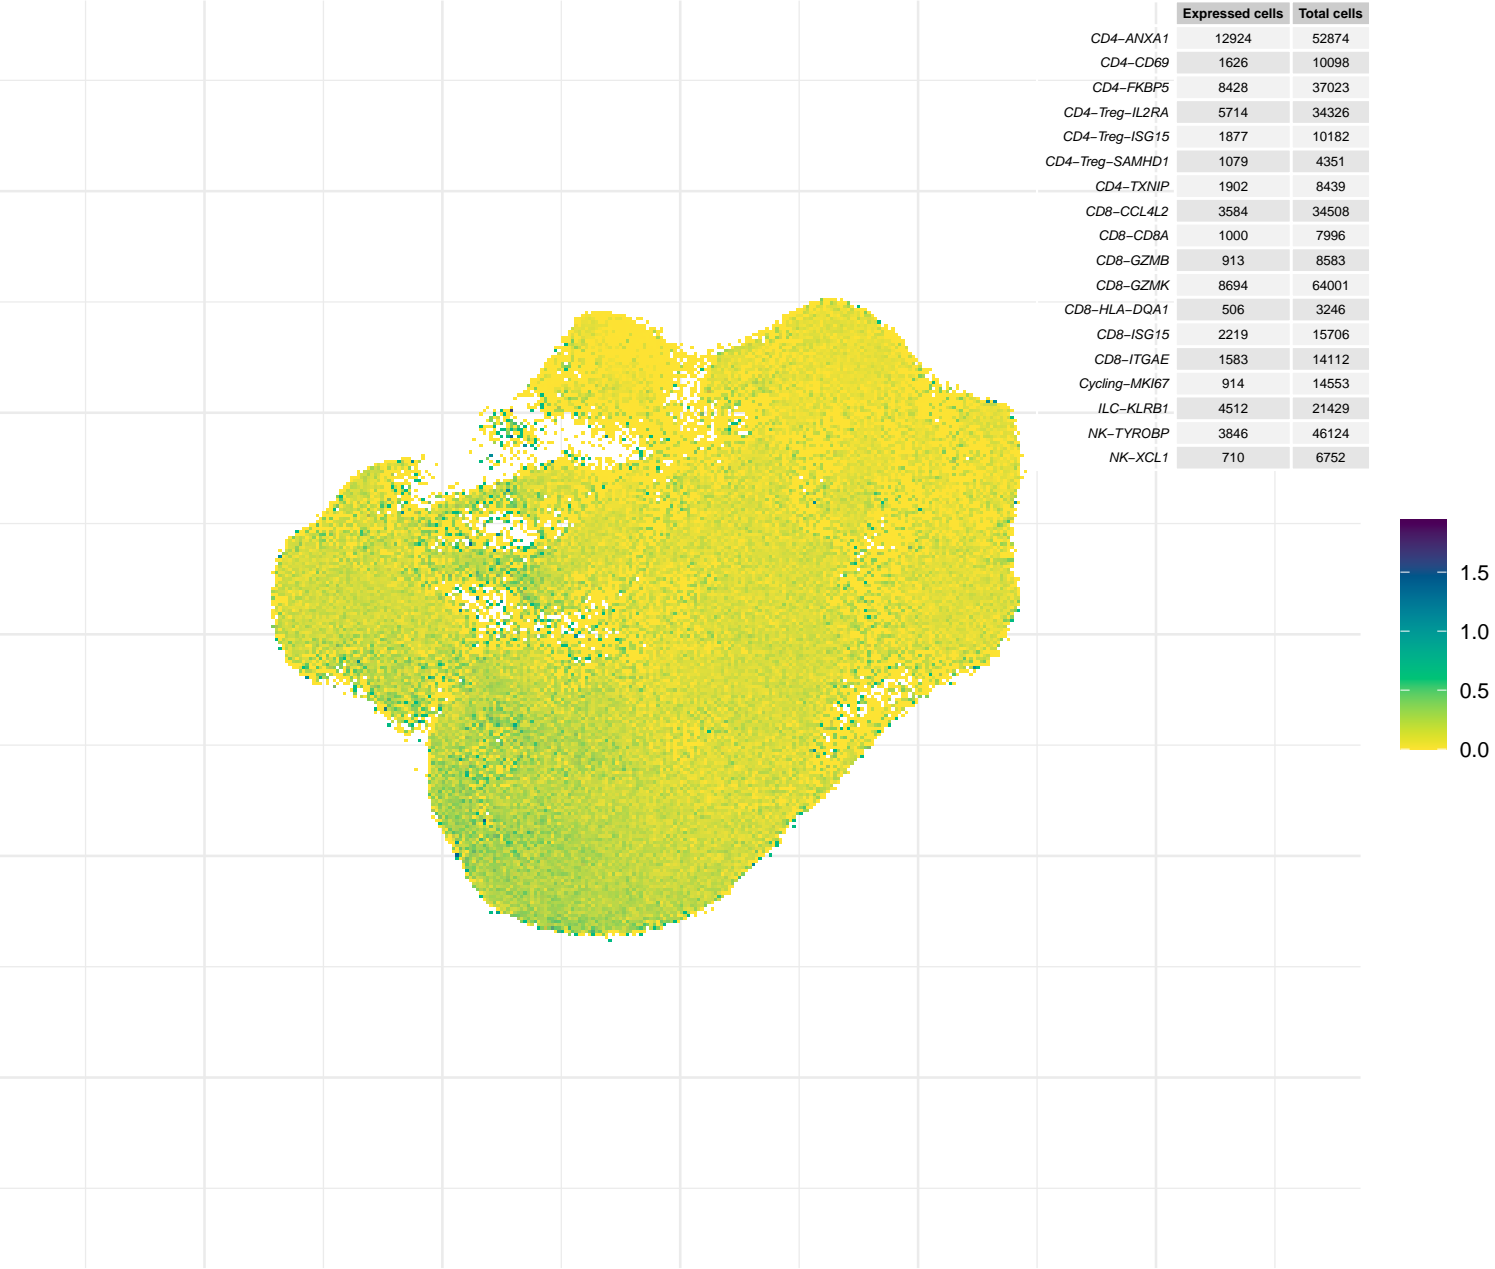 Expressed cells Total cells
CD4−ANXA1 12924 52874
CD4−CD69 1626 10098
CD4−FKBP5 8428 37023
CD4−Treg−IL2RA 5714 34326
CD4−Treg−ISG15 1877 10182
CD4−Treg−SAMHD1 1079 4351
CD4−TXNIP 1902 8439
CD8−CCL4L2 3584 34508
CD8−CD8A 1000 7996
CD8−GZMB 913 8583
CD8−GZMK 8694 64001
CD8−HLA−DQA1 506 3246
CD8−ISG15 2219 15706
CD8−ITGAE 1583 14112
Cycling−MKI67 914 14553
ILC−KLRB1 4512 21429
NK−TYROBP 3846 46124
NK−XCL1 710 6752
1.5
1.0
0.5
0.0